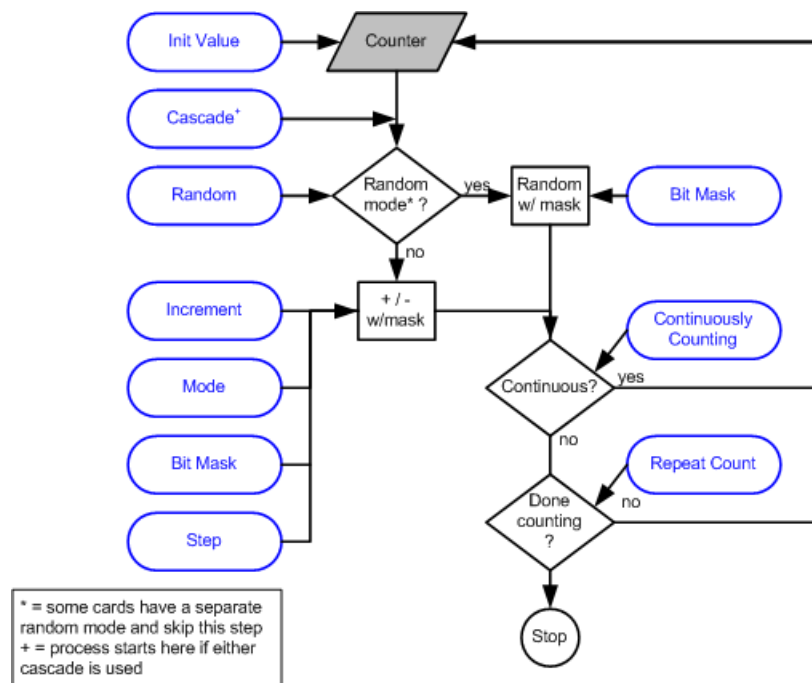 Init Value
Counter
Cascade+
Random
Random
mode* ?
yes
Random
w/ mask
Bit Mask
no
Increment
+ / -
w/mask
Continuously
Counting
Mode
Continuous?
yes
no
Bit Mask
Repeat Count
Done
counting
?
no
Step
* = some cards have a separate
random mode and skip this step
+ = process starts here if either
cascade is used
Stop